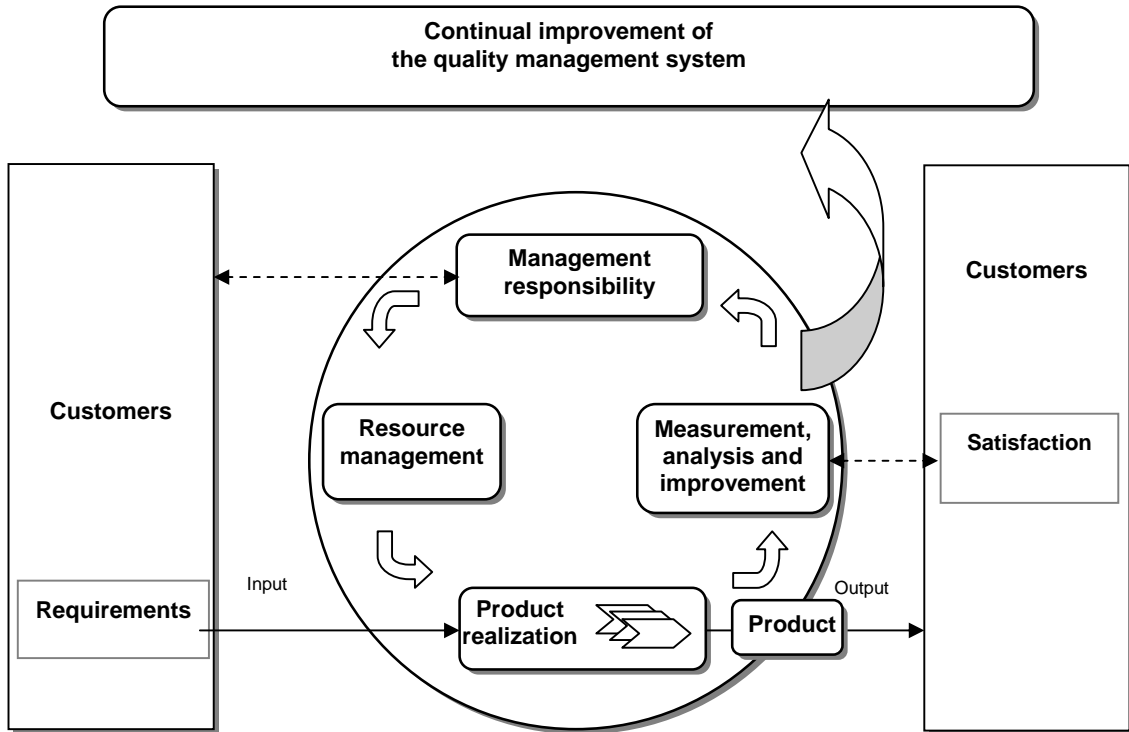 Continual improvement of
the quality management system
Management
responsibility
Customers
Customers
Resource
management
Measurement,
analysis and
improvement
Satisfaction
Input
Output
Requirements
Product
realization
Product